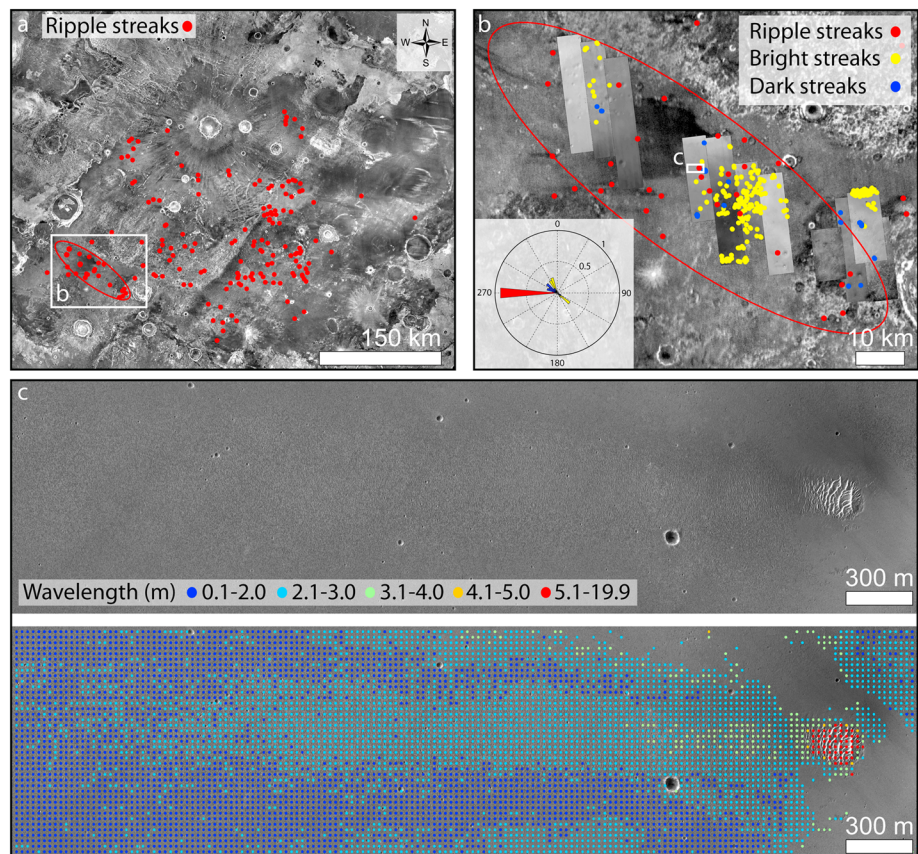 a
Ripple streaks
N
W E
S
b
150 km
b
Ripple streaks
Bright streaks
Dark streaks
c
0
1
0.5
270
90
180
10 km
c
Wavelength (m) 0.1-2.0 2.1-3.0 3.1-4.0 4.1-5.0 5.1-19.9
300 m
300 m